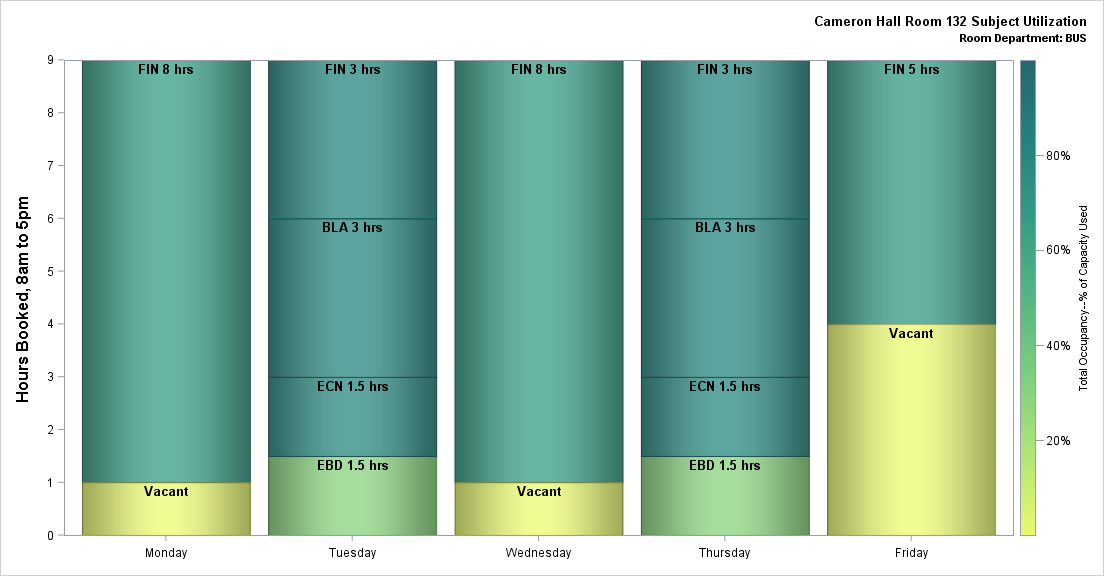 Cameron Hall Room 132 Subject Utilization
Room Department: BUS
Hours Booked, 8am to 5pm
9
8
7
6
5
4
3
2
1
0
FIN 8 hrs
Vacant
FIN 3 hrs
BLA 3 hrs
ECN 1.5 hrs
EBD 1.5 hrs
FIN 8 hrs
Vacant
FIN 3 hrs
BLA 3 hrs
ECN 1.5 hrs
EBD 1.5 hrs
FIN 5 hrs
Vacant
Monday
Tuesday
Wednesday
Thursday
Friday
80%
60%
40%
20%
Total Occupancy--% of Capacity Used